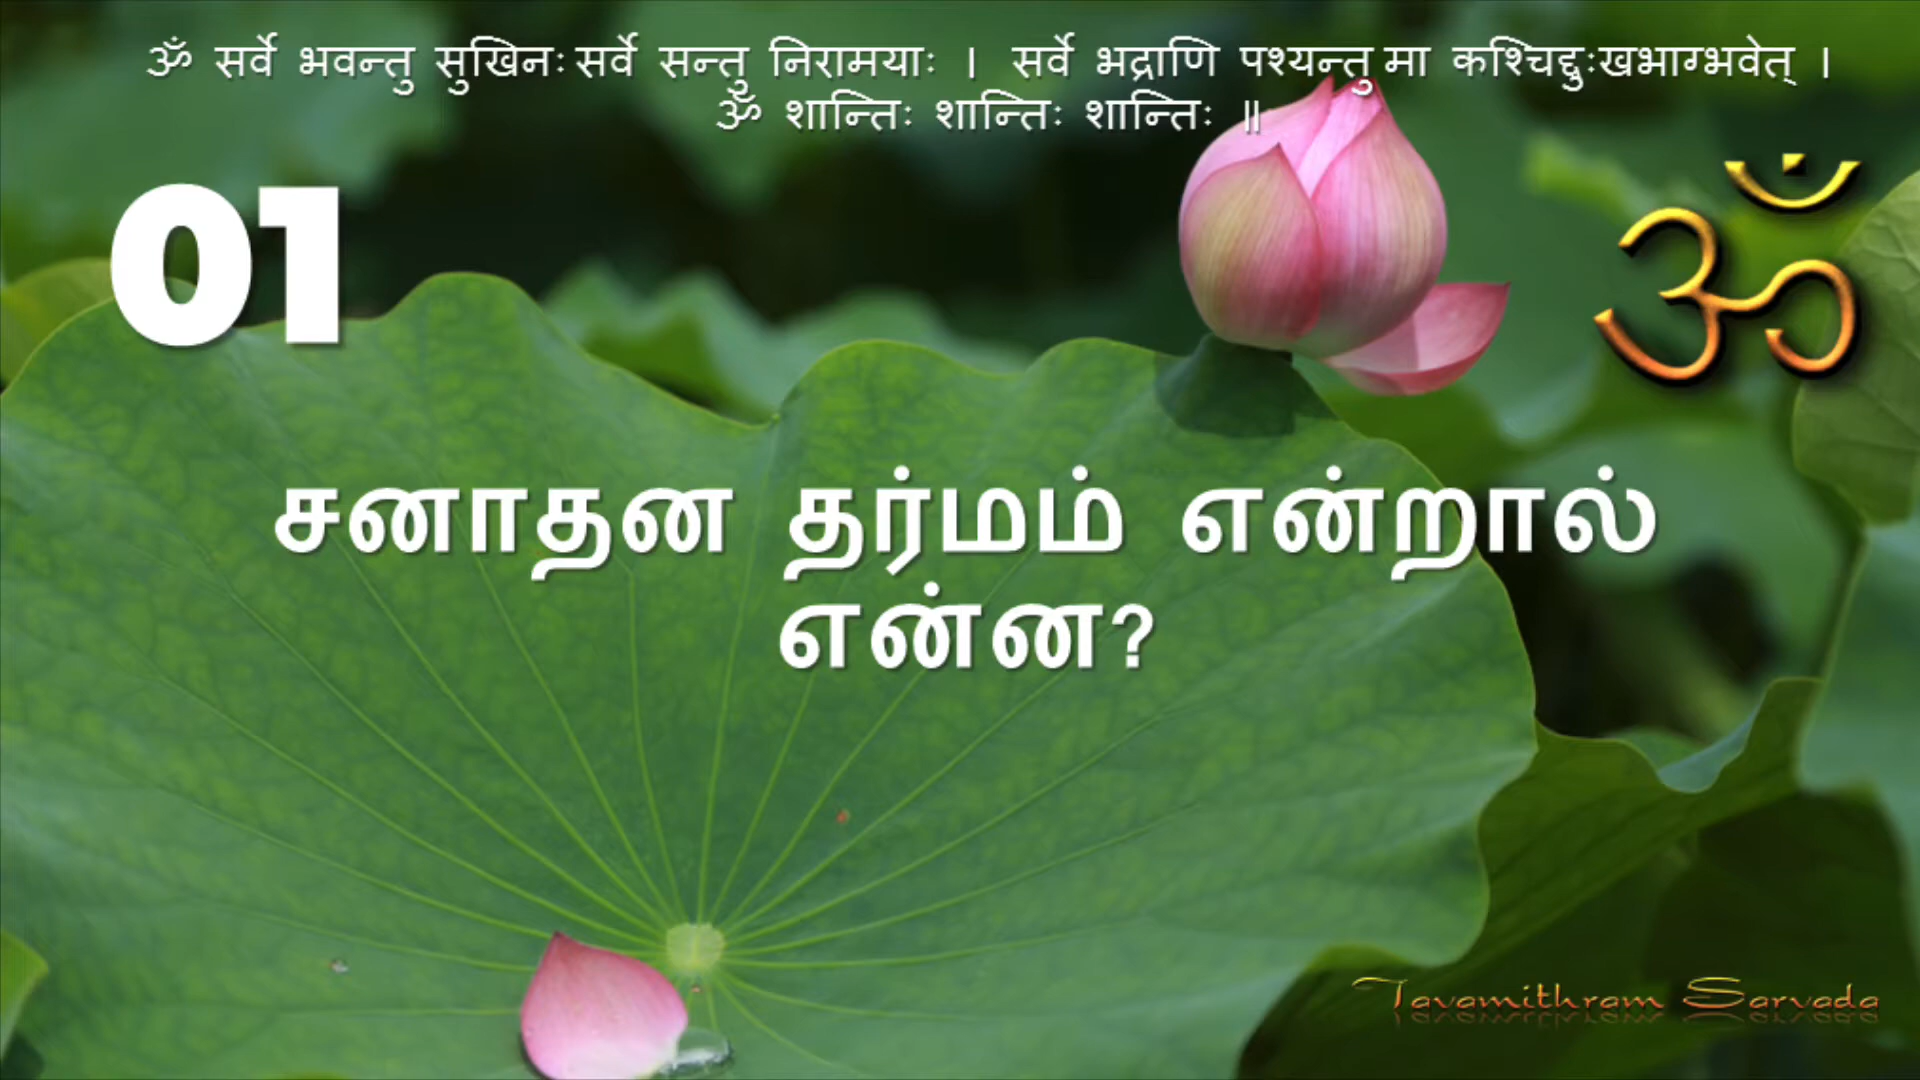 ॐ सर्वे भवन्तु सुखिनः सर्वे सन्तु निरामयाः । सर्वे भद्राणि पश्यन्तु मा कश्चिद्दुःखभाग्भवेत् ।
ॐ शान्तिः शान्तिः शान्तिः ॥
01
ॐ
சனாதன தர்மம் என்றால்
என்ன?
Tavamithram Sarvada